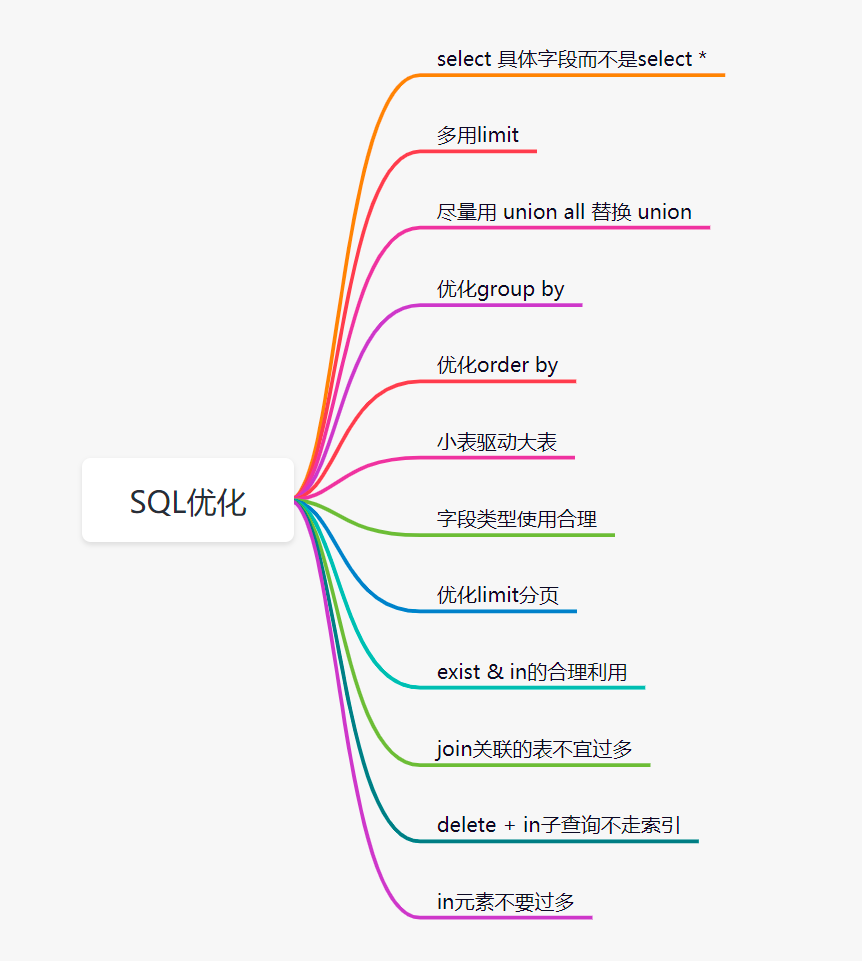 select 具体字段而不是select *
多用limit
尽量用 union all 替换 union
优化group by
优化order by
小表驱动大表
SQL优化
字段类型使用合理
优化limit分页
exist & in的合理利用
join关联的表不宜过多
delete + in子查询不走索引
in元素不要过多